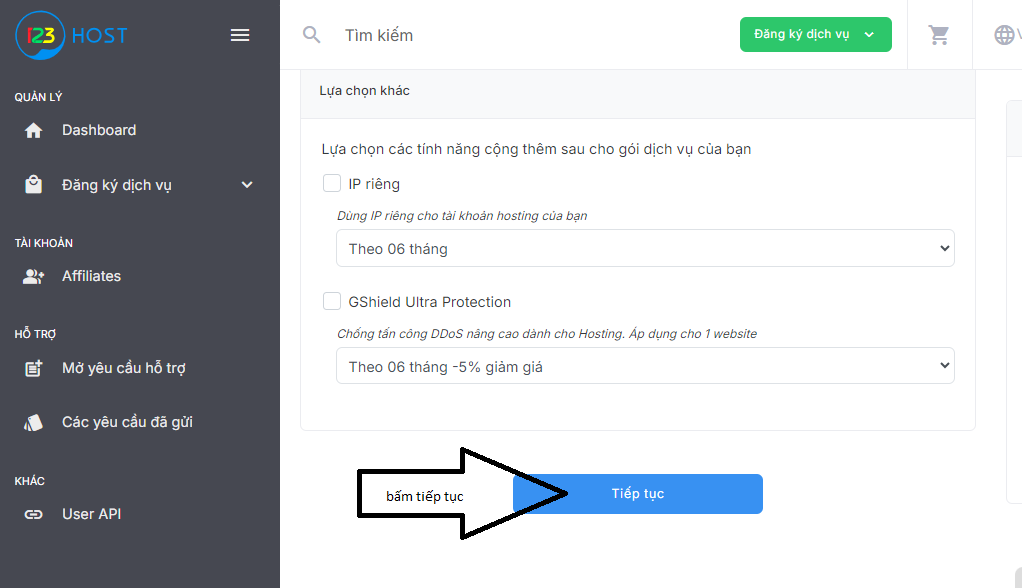 123 HOST
Tìm kiếm
Đăng ký dịch vụ
QUẢN LÝ
Dashboard
Đăng ký dịch vụ
TÀI KHOẢN
Affiliates
HỖ TRỢ
Mở yêu cầu hỗ trợ
Các yêu cầu đã gửi
KHÁC
User API
Lựa chọn khác
Lựa chọn các tính năng cộng thêm sau cho gói dịch vụ của bạn
IP riêng
Dùng IP riêng cho tài khoản hosting của bạn
Theo 06 tháng
GShield Ultra Protection
Chống tấn công DDoS nâng cao dành cho Hosting. Áp dụng cho 1 website
Theo 06 tháng -5% giảm giá
bấm tiếp tục
Tiếp tục